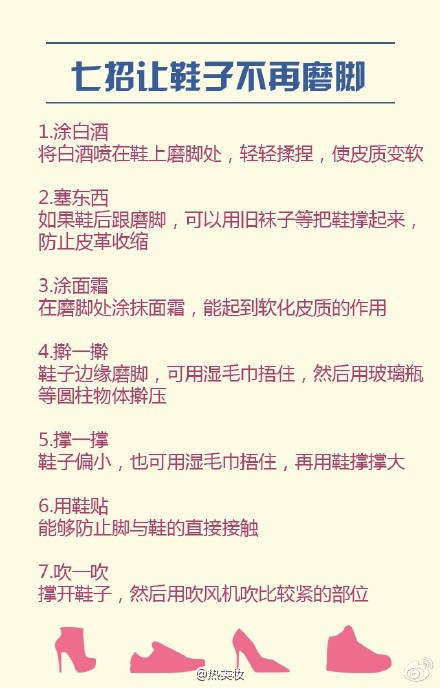 七招让鞋子不再磨脚
1.涂白酒
将白酒喷在鞋上磨脚处，轻轻揉捏，使皮质变软
2.塞东西
如果鞋后跟磨脚，可以用旧袜子等把鞋撑起来，
防止皮革收缩
3.涂面霜
在磨脚处涂抹面霜，能起到软化皮质的作用
4.擀一擀
鞋子边缘磨脚，可用湿毛巾捂住，然后用玻璃瓶
等圆柱物体擀压
5.撑一撑
鞋子偏小，也可用湿毛巾捂住，再用鞋撑撑大
6.用鞋贴
能够防止脚与鞋的直接接触
7.吹一吹
撑开鞋子，然后用吹风机吹比较紧的部位
@热美妆